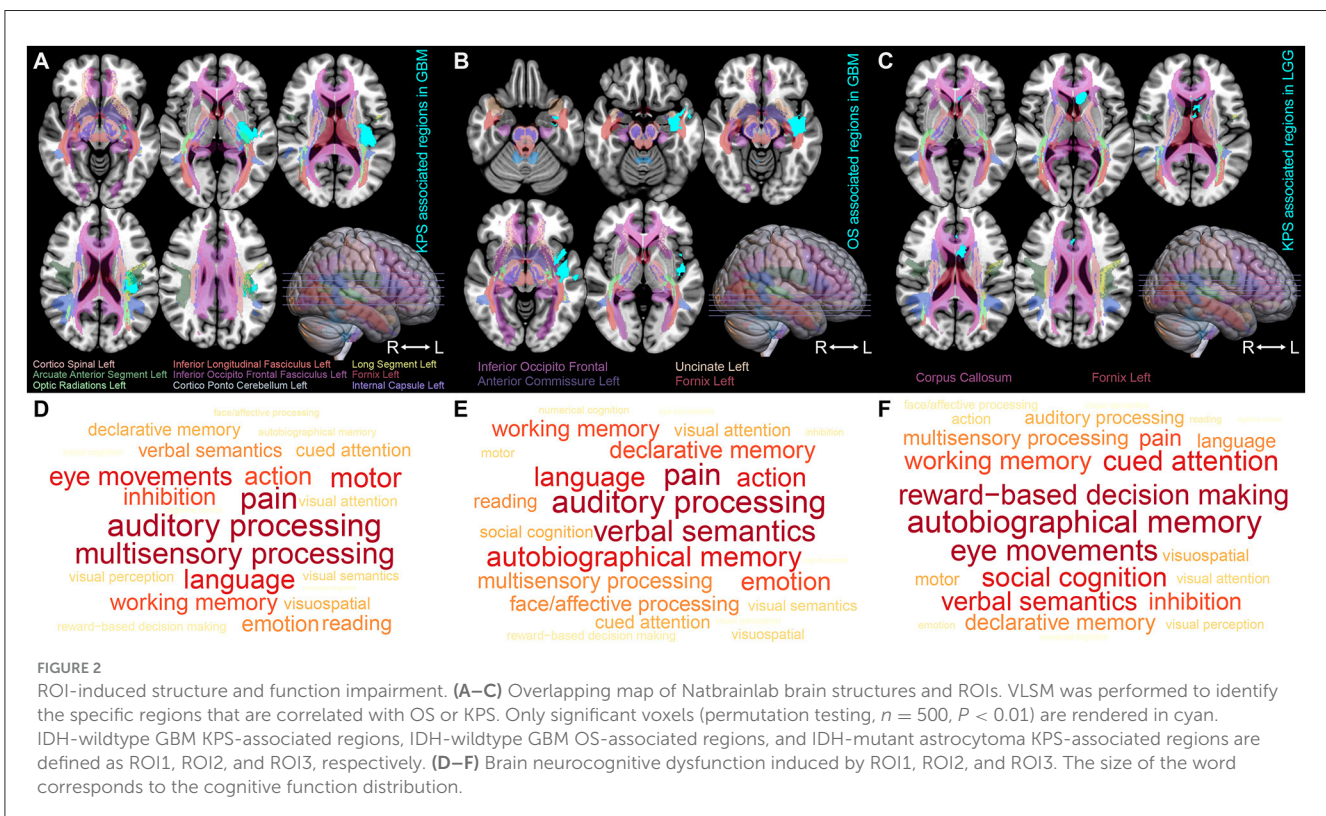 A
KPS associated regions in GBM
R L
Cortico Spinal Left
Inferior Longitudinal Fasciculus Left
Long Segment Left
Arcuate Anterior Segment Left
Inferior Occipito Frontal Fasciculus Left
Fornix Left
Optic Radiations Left
Cortico Ponto Cerebellum Left
Internal Capsule Left
B
OS associated regions in GBM
R L
Inferior Occipito Frontal
Uncinate Left
Anterior Commissure Left
Fornix Left
C
KPS associated regions in LGG
R L
Corpus Callosum
Fornix Left
D
face/affective processing
declarative memory
autobiographical memory
verbal semantics
cued attention
eye movements
action
motor
inhibition
pain
visual attention
auditory processing
multisensory processing
visual perception
language
visual semantics
working memory
visuospatial
reward−based decision making
emotion
reading
E
numerical cognition
working memory
visual attention
inhibition
motor
declarative memory
language
pain
action
reading
auditory processing
social cognition
verbal semantics
autobiographical memory
multisensory processing
emotion
face/affective processing
visual semantics
cued attention
reward−based decision making
visuospatial
F
face/affective processing
action
auditory processing
reading
multisensory processing
pain
language
working memory
cued attention
reward−based decision making
autobiographical memory
eye movements
visuospatial
motor
social cognition
visual attention
verbal semantics
inhibition
emotion
declarative memory
visual perception
FIGURE 2
ROI-induced structure and function impairment. (A–C) Overlapping map of Natbrainlab brain structures and ROIs. VLSM was performed to identify
the specific regions that are correlated with OS or KPS. Only significant voxels (permutation testing, n = 500, P < 0.01) are rendered in cyan.
IDH-wildtype GBM KPS-associated regions, IDH-wildtype GBM OS-associated regions, and IDH-mutant astrocytoma KPS-associated regions are
defined as ROI1, ROI2, and ROI3, respectively. (D–F) Brain neurocognitive dysfunction induced by ROI1, ROI2, and ROI3. The size of the word
corresponds to the cognitive function distribution.